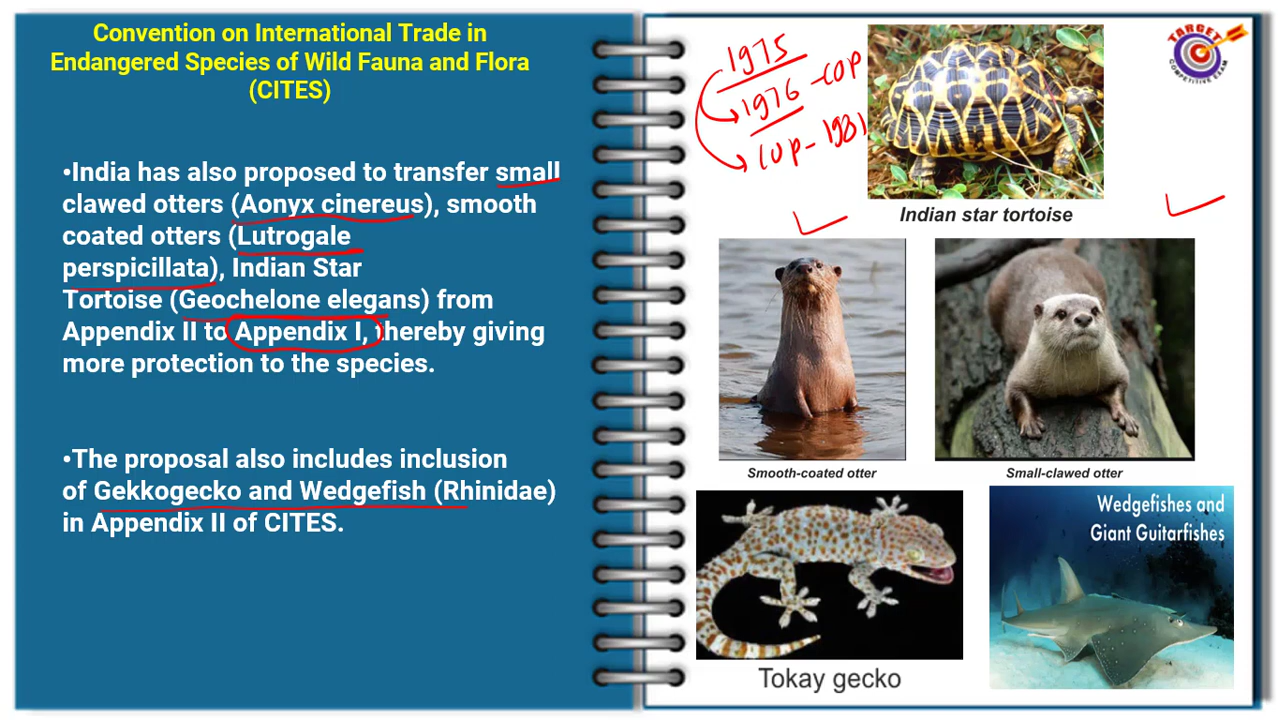 Convention on International Trade in
Endangered Species of Wild Fauna and Flora
(CITES)
•India has also proposed to transfer small
clawed otters (Aonyx cinereus), smooth
coated otters (Lutrogale
perspicillata), Indian Star
Tortoise (Geochelone elegans) from
Appendix II to Appendix I, thereby giving
more protection to the species.
•The proposal also includes inclusion
of Gekkogecko and Wedgefish (Rhinidae)
in Appendix II of CITES.
1975
1976 - COP
COP - 1981
TARGET
COMPETITIVE EXAM
Indian star tortoise
Smooth-coated otter
Small-clawed otter
Tokay gecko
Wedgefishes and
Giant Guitarfishes